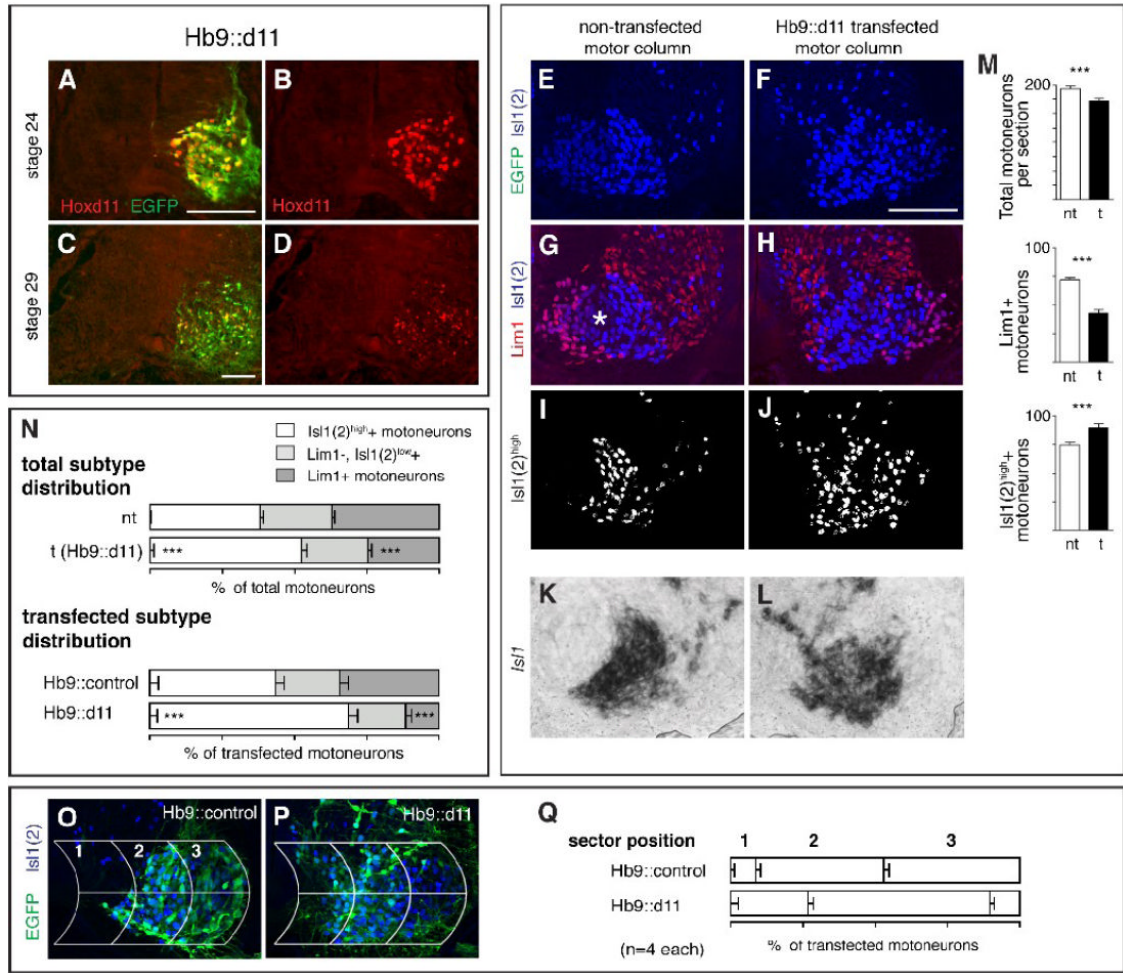 Hb9::d11
A
B
stage 24
Hoxd11 EGFP
Hoxd11
C
D
stage 29
non-transfected
motor column
Hb9::d11 transfected
motor column
E
F
EGFP Isl1(2)
G
H
Lim1 Isl1(2)
*
I
J
Isl1(2)high
K
L
Isl1
M
200
***
Total motoneurons
per section
nt t
100
***
Lim1+
motoneurons
nt t
100
***
Isl1(2)high+
motoneurons
nt t
N
Isl1(2)high+ motoneurons
Lim1-, Isl1(2)low+
Lim1+ motoneurons
total subtype
distribution
nt
t (Hb9::d11)
*** ***
% of total motoneurons
transfected subtype
distribution
Hb9::control
Hb9::d11
*** ***
% of transfected motoneurons
O
Hb9::control
1 2 3
P
Hb9::d11
EGFP Isl1(2)
Q
sector position 1 2 3
Hb9::control
Hb9::d11
(n=4 each)
% of transfected motoneurons